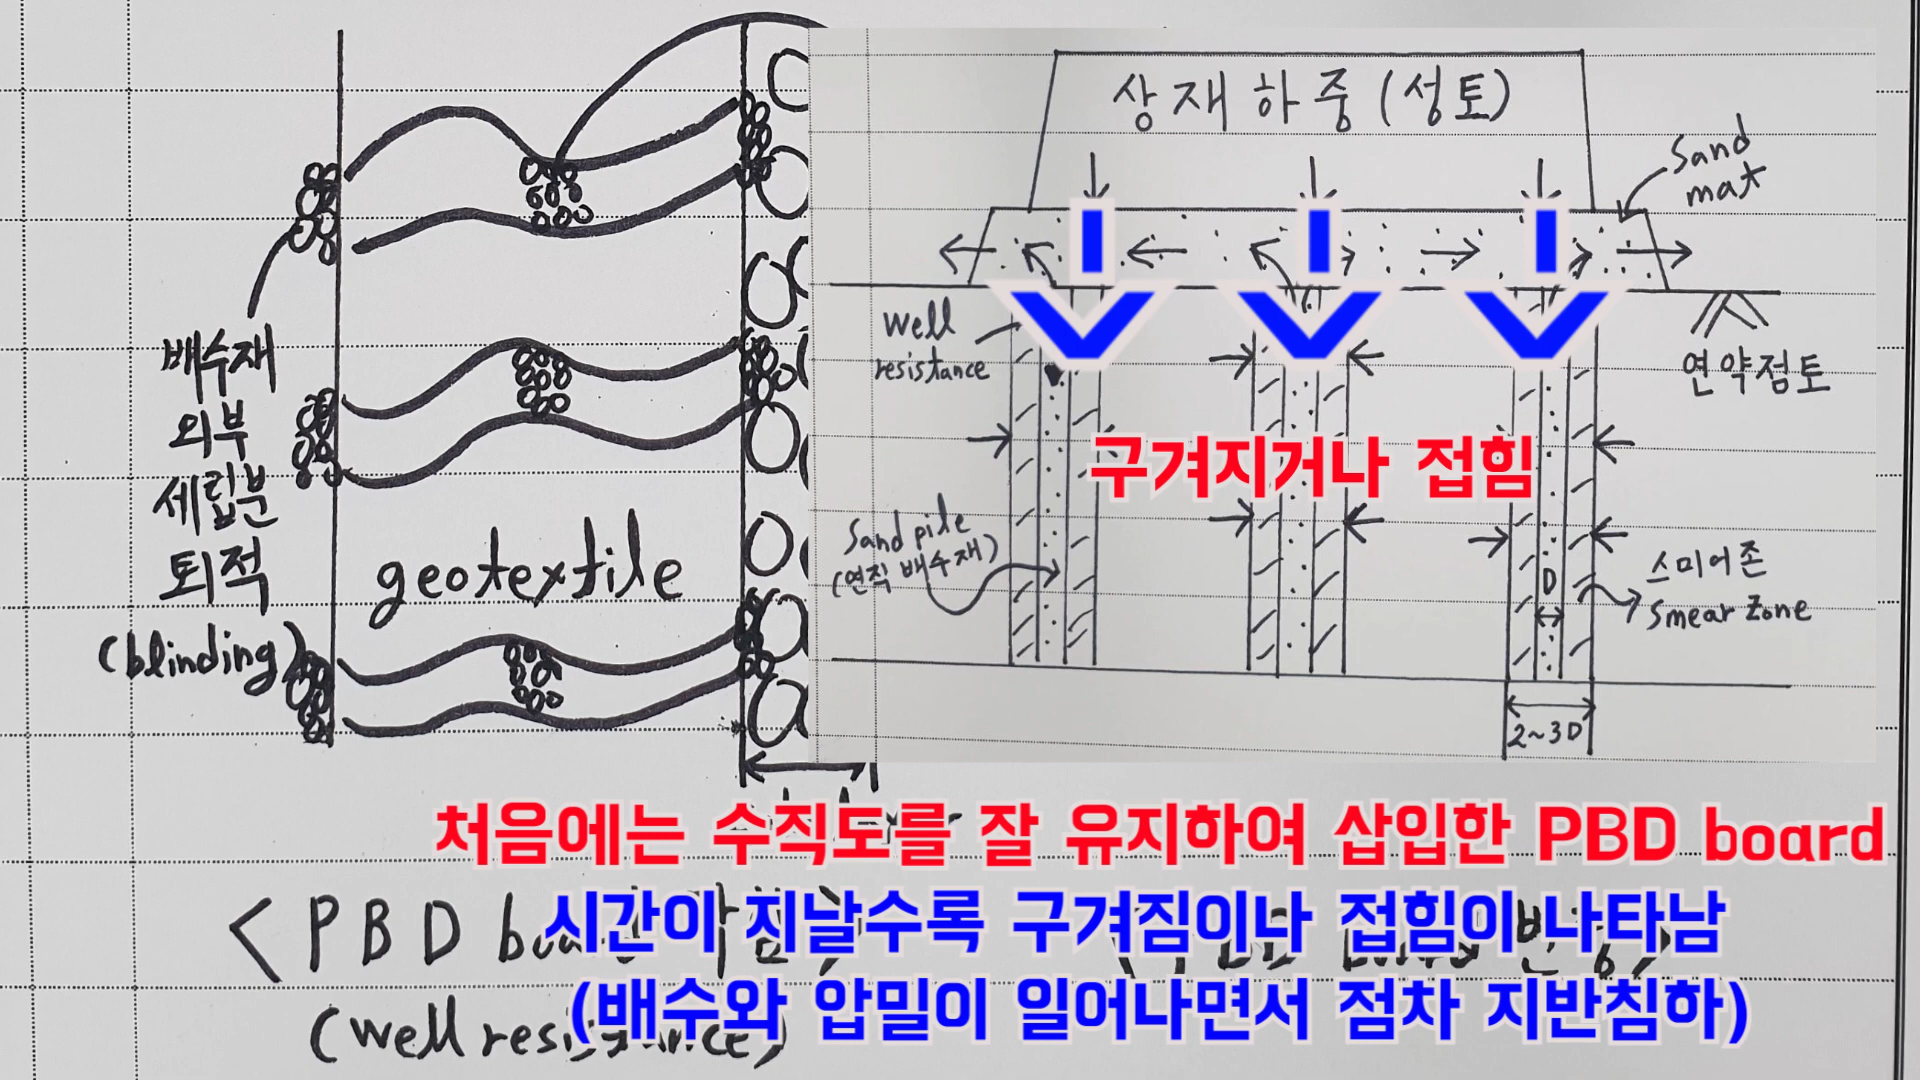 상재하중(성토)
Sand
mat
well
resistance
연약점토
배수재
외부
세립분
퇴적
(blinding)
geotextile
구겨지거나 접힘
Sand pile
(연직 배수재)
D
스미어존
Smear Zone
2~3D
처음에는 수직도를 잘 유지하여 삽입한 PBD board
시간이 지날수록 구겨짐이나 접힘이 나타남
(배수와 압밀이 일어나면서 점차 지반침하)
<PBD
(well resistance)